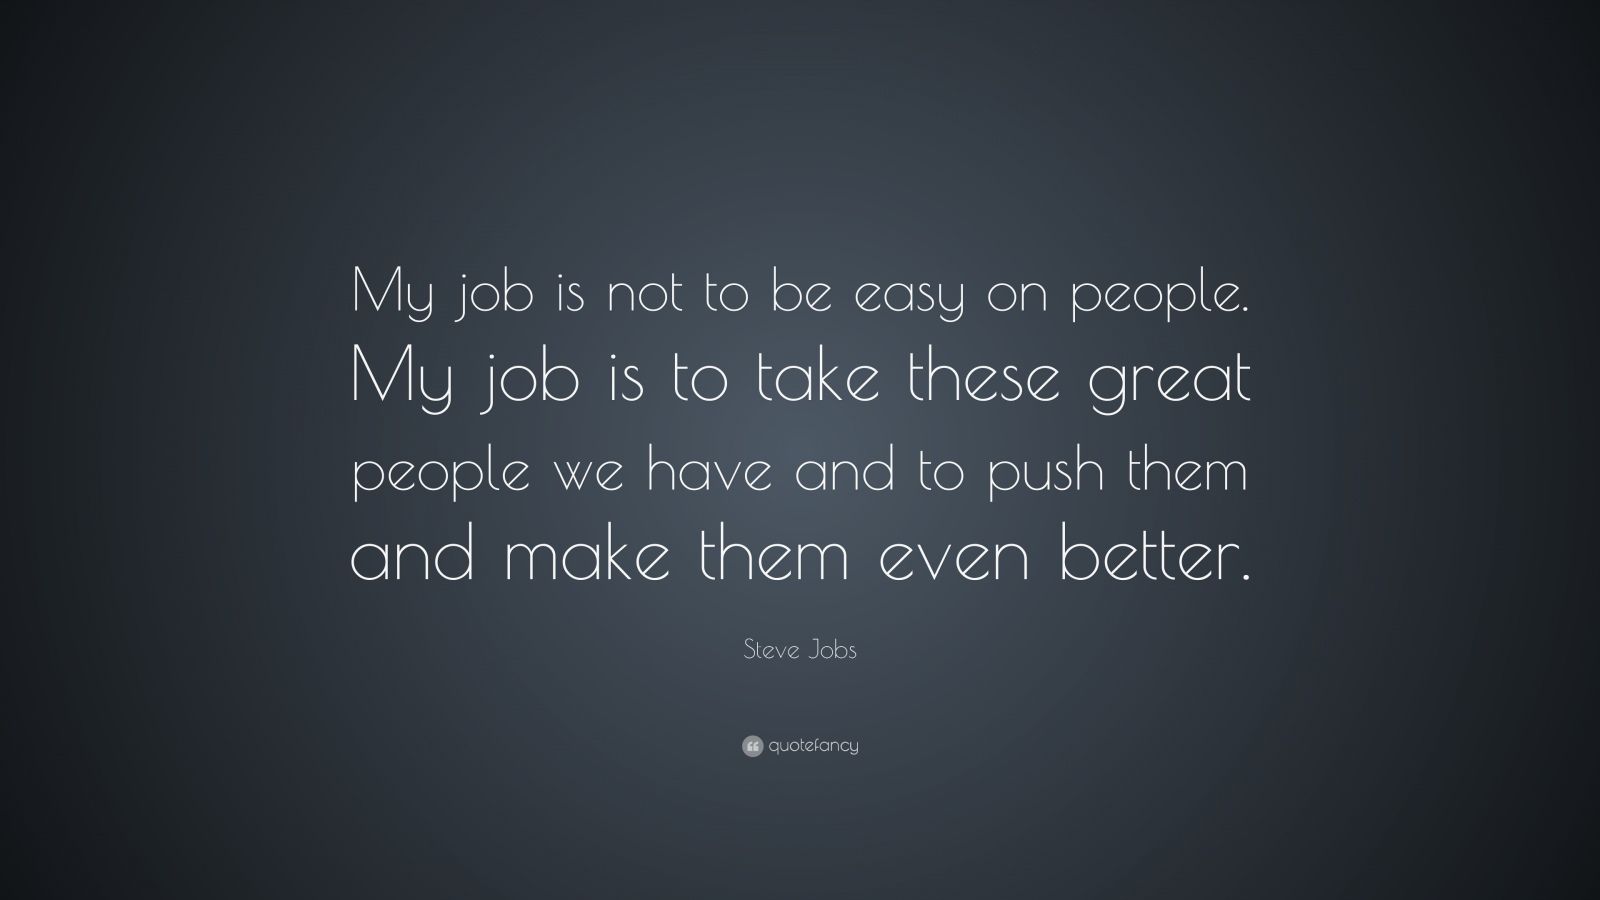 My job is not to be easy on people.
My job is to take these great
people we have and to push them
and make them even better.
Steve Jobs
quotefancy